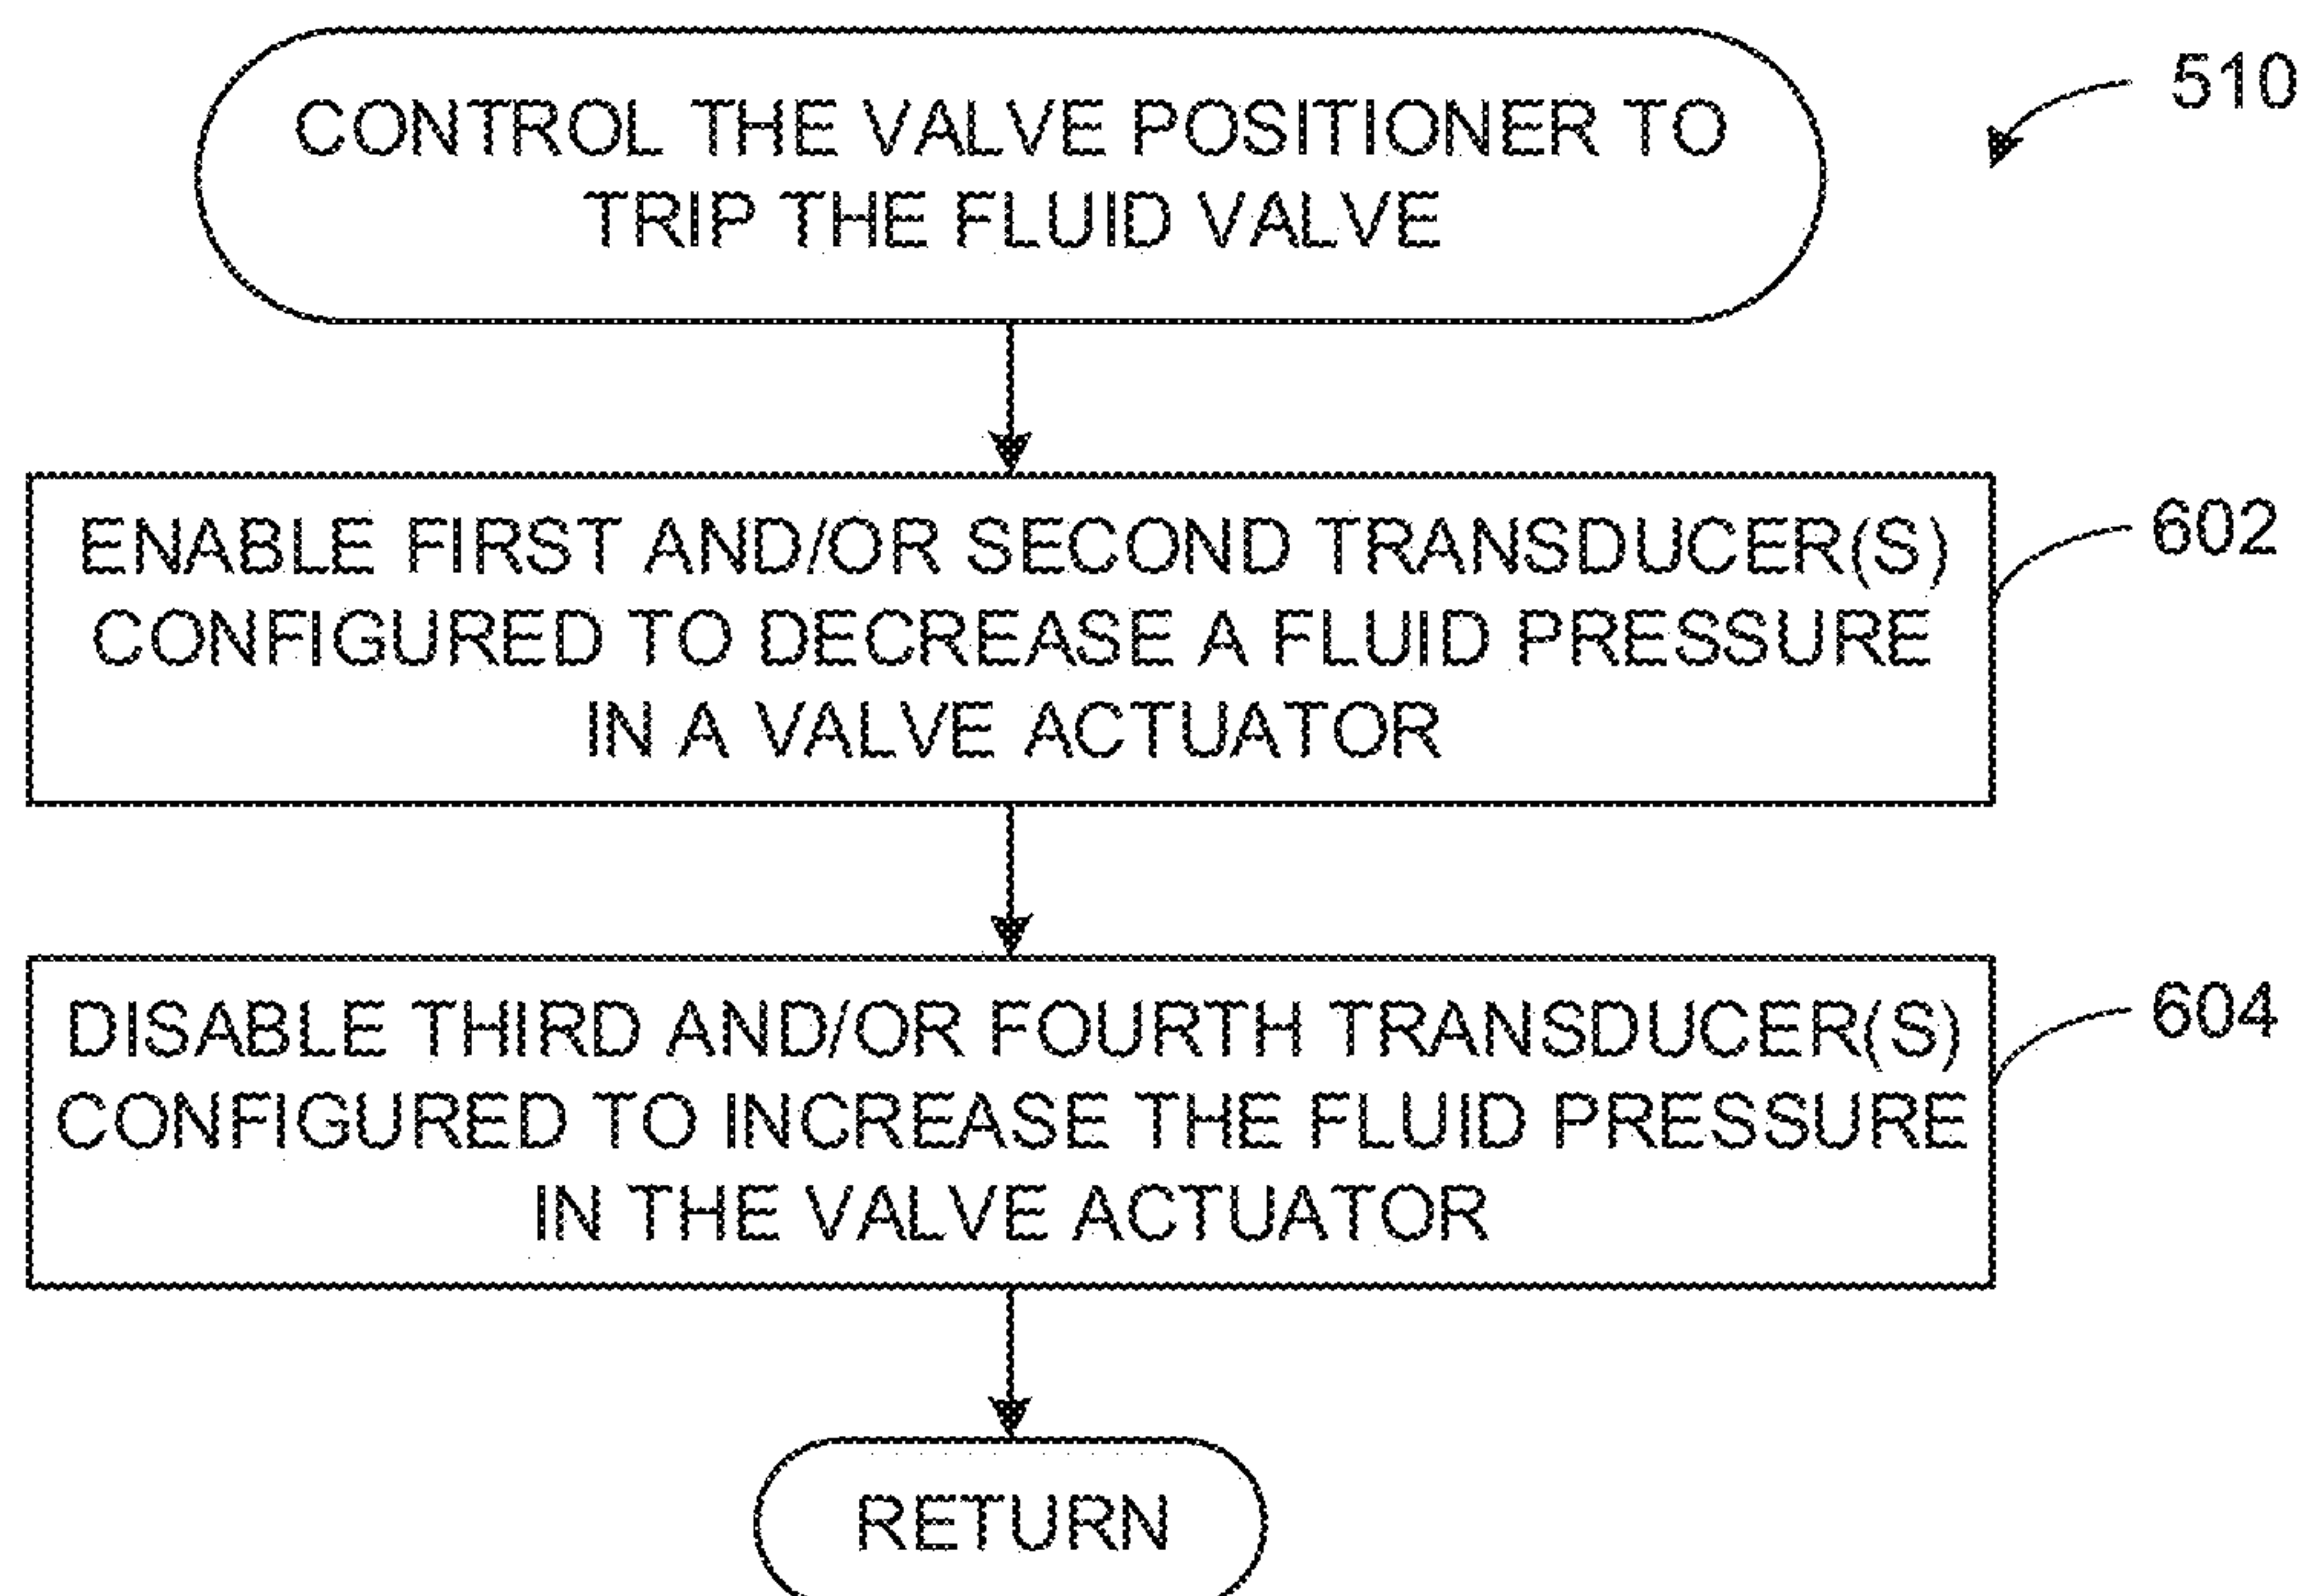 CONTROL THE VALVE POSITIONER TO
TRIP THE FLUID VALVE
510
ENABLE FIRST AND/OR SECOND TRANSDUCER(S)
CONFIGURED TO DECREASE A FLUID PRESSURE
IN A VALVE ACTUATOR
602
DISABLE THIRD AND/OR FOURTH TRANSDUCER(S)
CONFIGURED TO INCREASE THE FLUID PRESSURE
IN THE VALVE ACTUATOR
604
RETURN